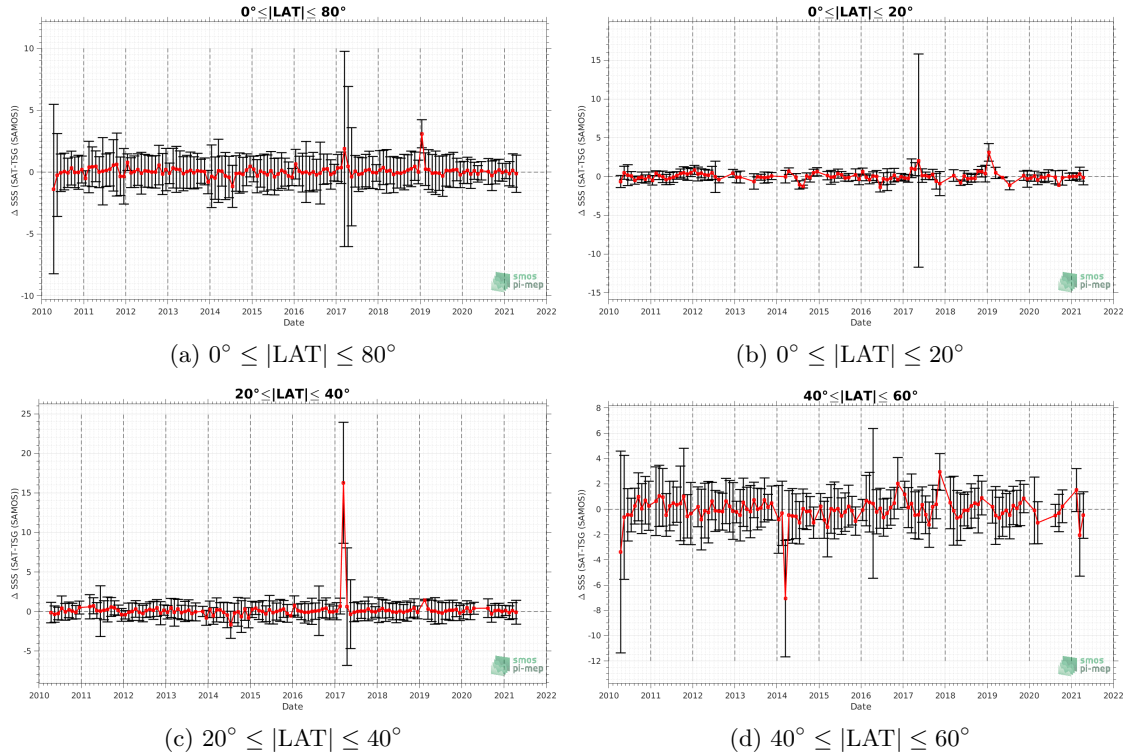 0°≤|LAT|≤ 80°
10
5
0
-5
-10
Δ SSS (SAT-TSG (SAMOS))
2010 2011 2012 2013 2014 2015 2016 2017 2018 2019 2020 2021 2022
Date
smos
pi-mep
(a) 0° ≤ |LAT| ≤ 80°
0°≤|LAT|≤ 20°
15
10
5
0
-5
-10
-15
Δ SSS (SAT-TSG (SAMOS))
2010 2011 2012 2013 2014 2015 2016 2017 2018 2019 2020 2021 2022
Date
smos
pi-mep
(b) 0° ≤ |LAT| ≤ 20°
20°≤|LAT|≤ 40°
25
20
15
10
5
0
-5
Δ SSS (SAT-TSG (SAMOS))
2010 2011 2012 2013 2014 2015 2016 2017 2018 2019 2020 2021 2022
Date
smos
pi-mep
(c) 20° ≤ |LAT| ≤ 40°
40°≤|LAT|≤ 60°
8
6
4
2
0
-2
-4
-6
-8
-10
-12
Δ SSS (SAT-TSG (SAMOS))
2010 2011 2012 2013 2014 2015 2016 2017 2018 2019 2020 2021 2022
Date
smos
pi-mep
(d) 40° ≤ |LAT| ≤ 60°